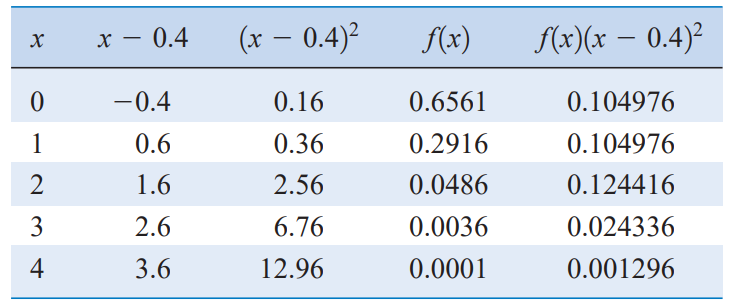 x x − 0.4 (x − 0.4)² f(x) f(x)(x − 0.4)²
0 −0.4 0.16 0.6561 0.104976
1 0.6 0.36 0.2916 0.104976
2 1.6 2.56 0.0486 0.124416
3 2.6 6.76 0.0036 0.024336
4 3.6 12.96 0.0001 0.001296